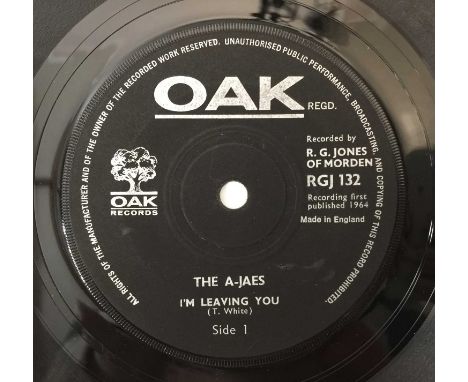 ALL RIGHTS OF THE MANUFACTURER AND OF THE OWNER OF THE RECORDED WORK RESERVED. UNAUTHORISED PUBLIC PERFORMANCE, BROADCASTING AND COPYING OF THIS RECORD PROHIBITED.
OAK REGD.
Recorded by
R. G. JONES
OF MORDEN
RGJ 132
Recording first
published 1964
Made in England
OAK
RECORDS
THE A-JAES
I'M LEAVING YOU
(T. White)
Side 1